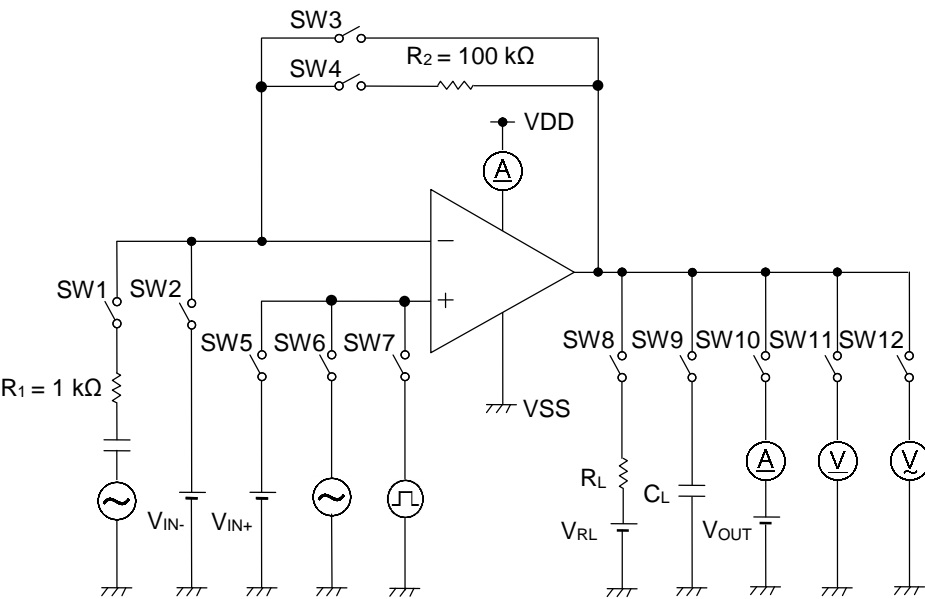 SW3
R2 = 100 kΩ
SW4
VDD
A
SW1
SW2
SW5
SW6
SW7
SW8
SW9
SW10
SW11
SW12
R1 = 1 kΩ
VSS
A
V
V
RL
CL
VIN-
VIN+
VRL
VOUT